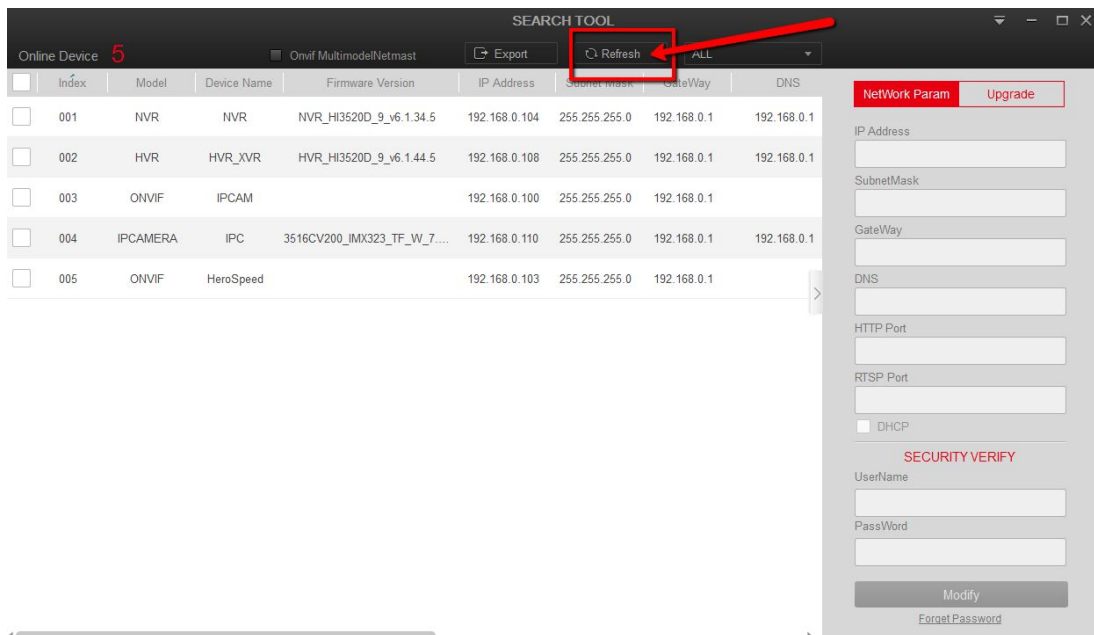 SEARCH TOOL
Online Device 5 Onvif MultimodelNetmast Export Refresh ALL
Index Model Device Name Firmware Version IP Address Subnet Mask GateWay DNS
001 NVR NVR NVR_HI3520D_9_v6.1.34.5 192.168.0.104 255.255.255.0 192.168.0.1 192.168.0.1
002 HVR HVR_XVR HVR_HI3520D_9_v6.1.44.5 192.168.0.108 255.255.255.0 192.168.0.1 192.168.0.1
003 ONVIF IPCAM 192.168.0.100 255.255.255.0 192.168.0.1
004 IPCAMERA IPC 3516CV200_IMX323_TF_W_7.... 192.168.0.110 255.255.255.0 192.168.0.1 192.168.0.1
005 ONVIF HeroSpeed 192.168.0.103 255.255.255.0 192.168.0.1
NetWork Param Upgrade
IP Address
SubnetMask
GateWay
DNS
HTTP Port
RTSP Port
DHCP
SECURITY VERIFY
UserName
PassWord
Modify
Forget Password